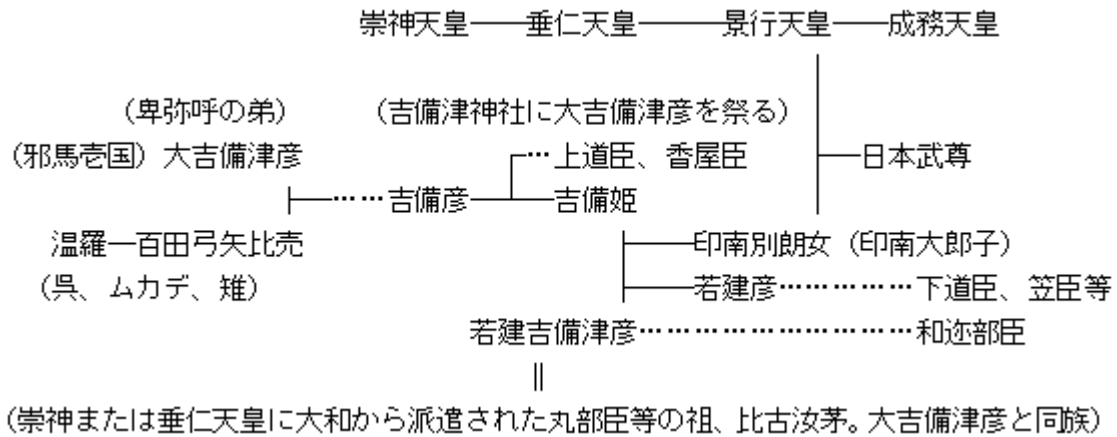 崇神天皇――垂仁天皇―――景行天皇――成務天皇
(卑弥呼の弟) (吉備津神社に大吉備津彦を祭る)
(邪馬壱国)大吉備津彦 …上道臣、香屋臣 ―日本武尊
……吉備彦 吉備姫
温羅―百田弓矢比売 印南別朗女(印南大郎子)
(呉、ムカデ、雉) 若建彦……………下道臣、笠臣等
若建吉備津彦……………………………和迩部臣
||
(崇神または垂仁天皇に大和から派遣された丸部臣等の祖、比古汝茅。大吉備津彦と同族)